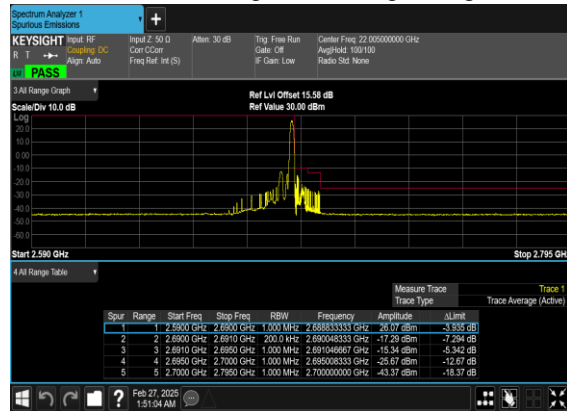 Spectrum Analyzer 1
Spurious Emissions
KEYSIGHT Input: RF Input Z: 50 Ω Atten: 30 dB Trig: Free Run Center Freq: 22.005000000 GHz
R T Coupling: DC Corr CCorr Gate: Off Avg|Hold: 100/100
Align: Auto Freq Ref: Int (S) IF Gain: Low Radio Std: None
PASS
3 All Range Graph
Ref Lvl Offset 15.58 dB
Scale/Div 10.0 dB Ref Value 30.00 dBm
Log
20.0
10.0
0.00
-10.0
-20.0
-30.0
-40.0
-50.0
-60.0
Start 2.590 GHz Stop 2.795 GHz
4 All Range Table
Measure Trace Trace 1
Trace Type Trace Average (Active)
Spur Range Start Freq Stop Freq RBW Frequency Amplitude ΔLimit
1 1 2.5900 GHz 2.6900 GHz 1.000 MHz 2.688833333 GHz 26.07 dBm -3.935 dB
2 2 2.6900 GHz 2.6910 GHz 200.0 kHz 2.690048333 GHz -17.29 dBm -7.294 dB
3 3 2.6910 GHz 2.6950 GHz 1.000 MHz 2.691046667 GHz -15.34 dBm -5.342 dB
4 4 2.6950 GHz 2.7000 GHz 1.000 MHz 2.695008333 GHz -25.67 dBm -12.67 dB
5 5 2.7000 GHz 2.7950 GHz 1.000 MHz 2.700000000 GHz -43.37 dBm -18.37 dB
Feb 27, 2025
1:51:04 AM